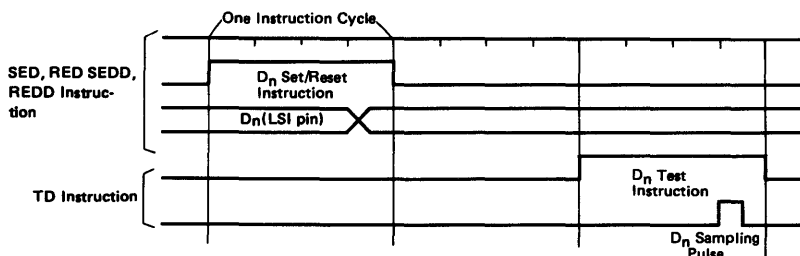 One Instruction Cycle
SED, RED SEDD,
REDD Instruc-
tion
Dn Set/Reset
Instruction
Dn(LSI pin)
TD Instruction
Dn Test
Instruction
Dn Sampling
Pulse